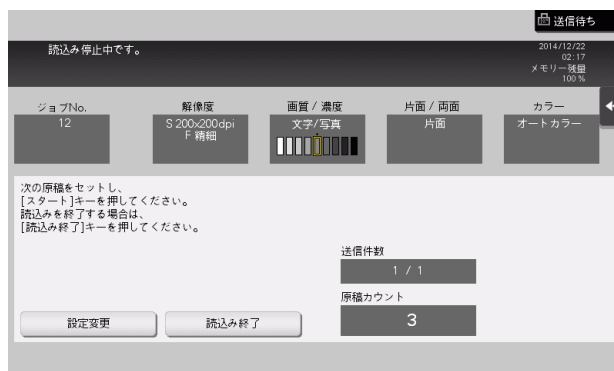 送信待ち
読込み停止中です。
2014/12/22
02:17
メモリー残量
100 %
ジョブNo.
解像度
画質 / 濃度
片面 / 両面
カラー
12
S 200x200dpi
F 精細
文字/写真
片面
オートカラー
次の原稿をセットし、
[スタート]キーを押してください。
読込みを終了する場合は、
[読込み終了]キーを押してください。
送信件数
1 / 1
原稿カウント
3
設定変更
読込み終了